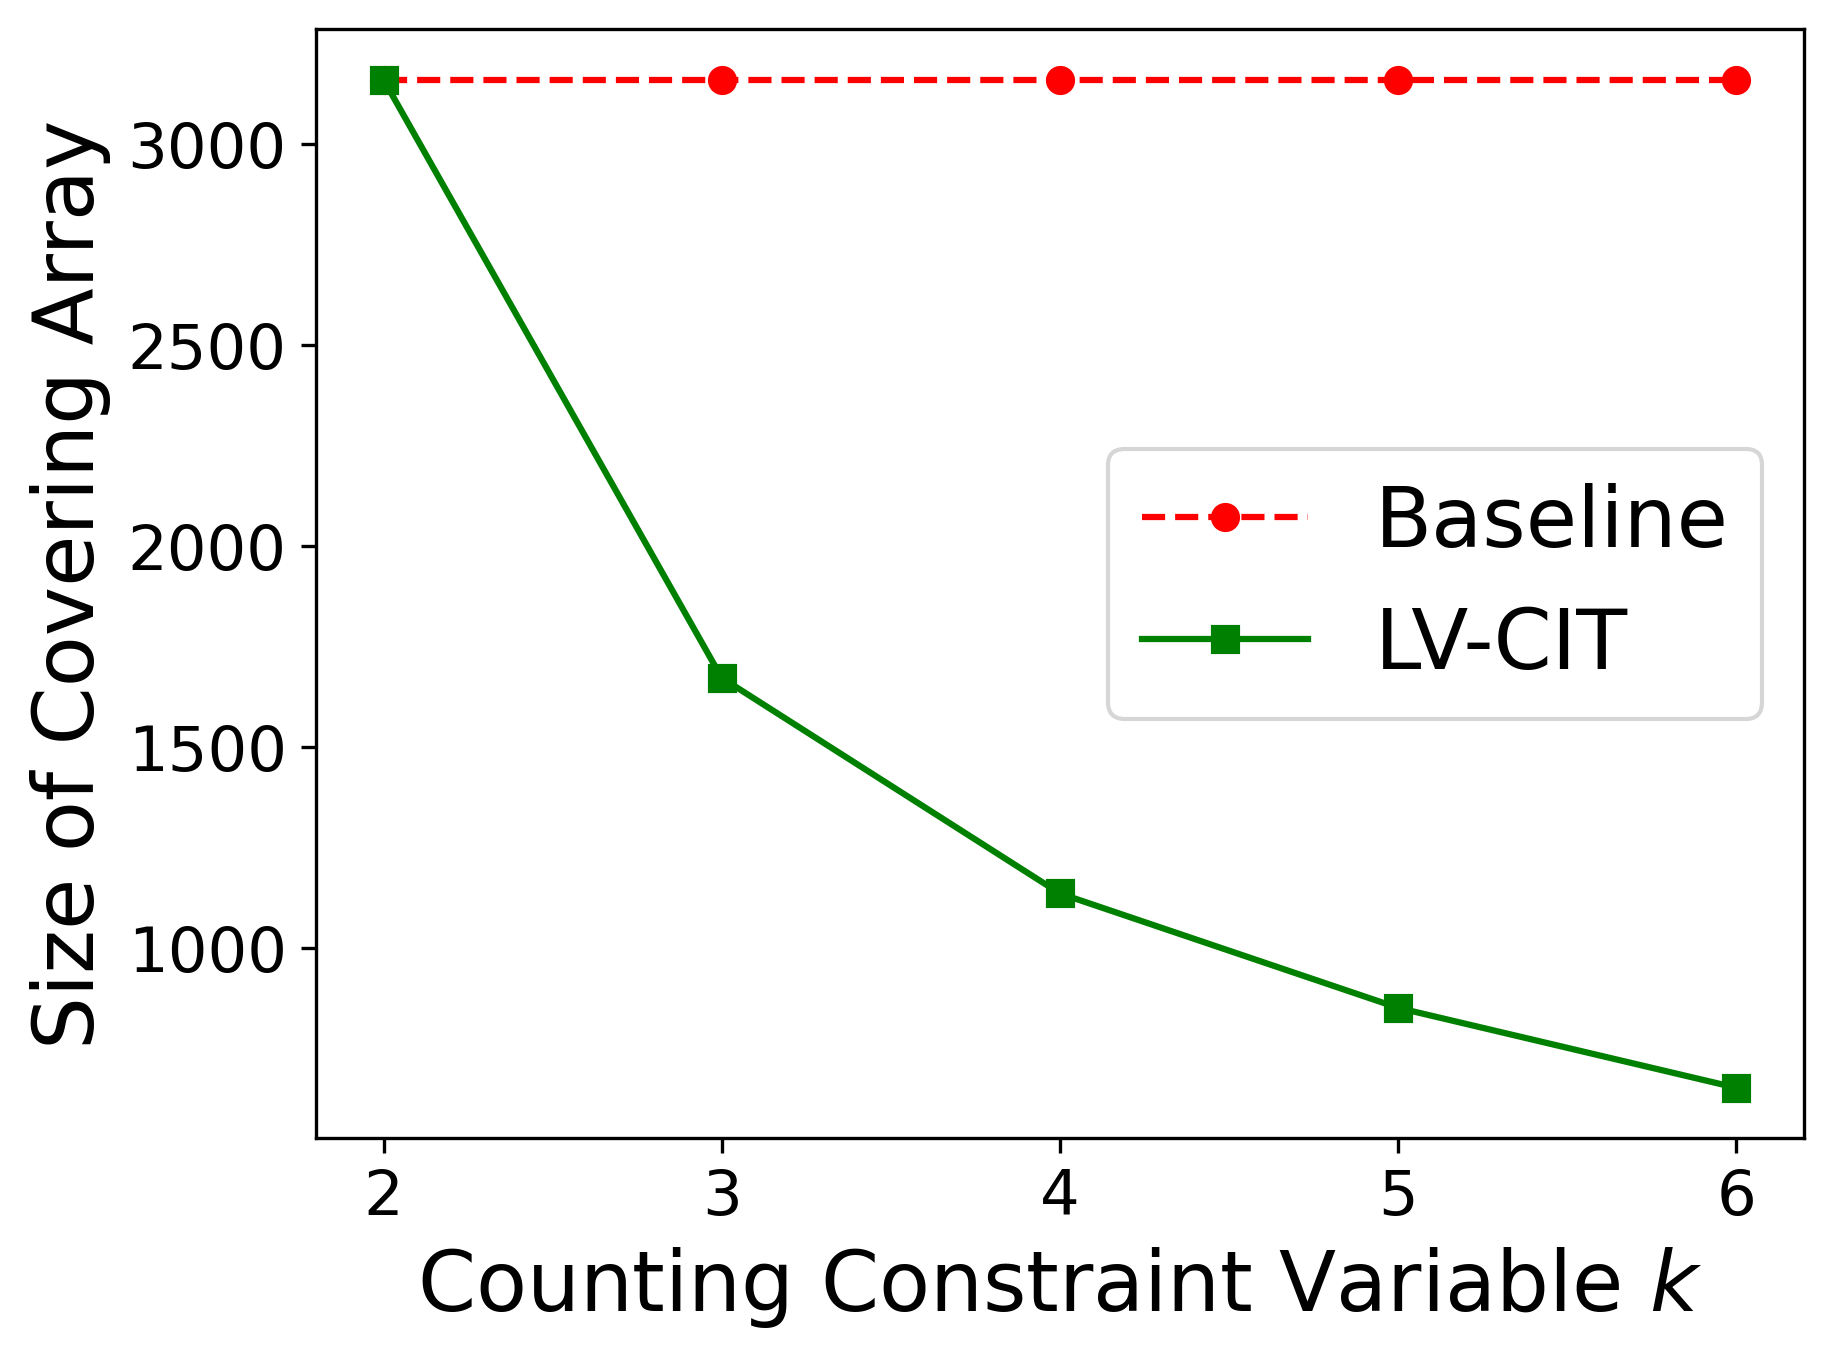 Size of Covering Array
3000
2500
2000
1500
1000
Baseline
LV-CIT
2 3 4 5 6
Counting Constraint Variable k